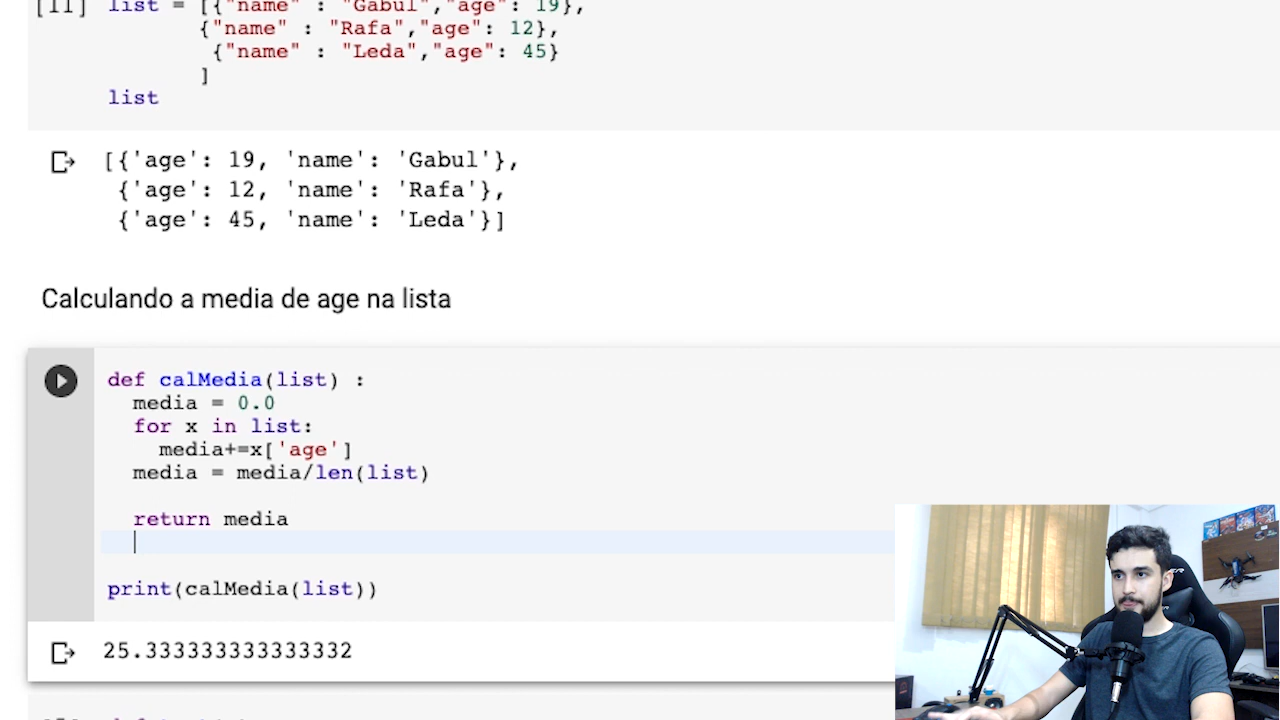 [11] list = [{"name" : "Gabul","age": 19},
{"name" : "Rafa","age": 12},
{"name" : "Leda","age": 45}
]
list
[{'age': 19, 'name': 'Gabul'},
{'age': 12, 'name': 'Rafa'},
{'age': 45, 'name': 'Leda'}]
Calculando a media de age na lista
def calMedia(list) :
media = 0.0
for x in list:
media+=x['age']
media = media/len(list)
return media
print(calMedia(list))
25.333333333333332